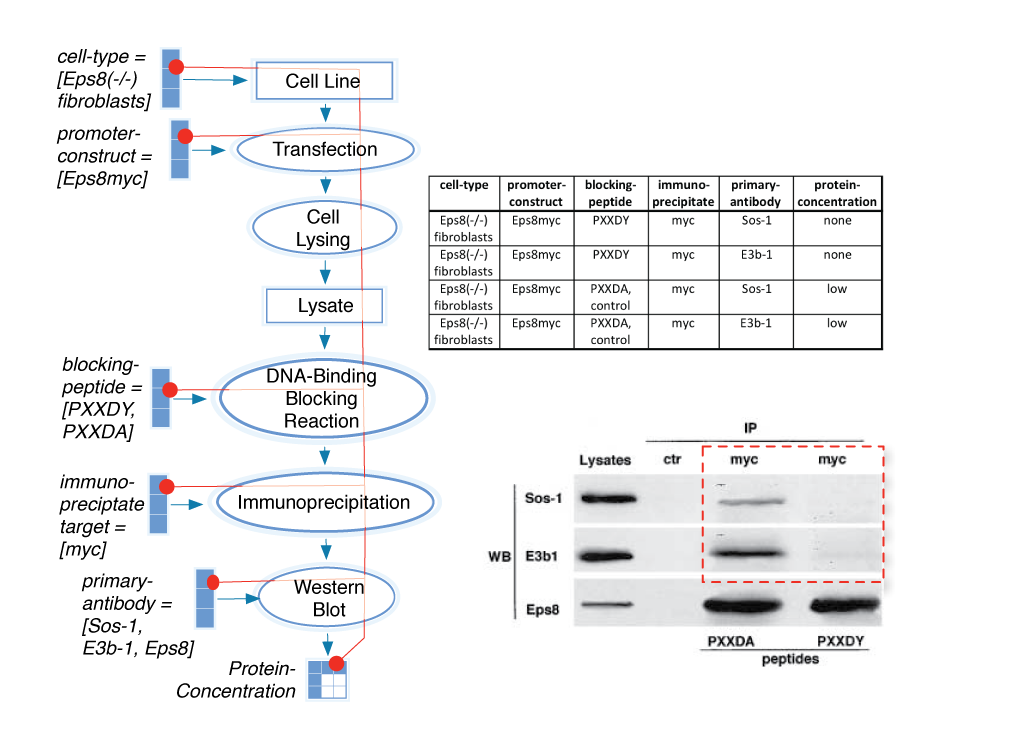 cell-type =
[Eps8(-/-)
fibroblasts]
Cell Line
promoter-
construct =
[Eps8myc]
Transfection
Cell
Lysing
Lysate
blocking-
peptide =
[PXXDY,
PXXDA]
DNA-Binding
Blocking
Reaction
immuno-
preciptate
target =
[myc]
Immunoprecipitation
primary-
antibody =
[Sos-1,
E3b-1, Eps8]
Western
Blot
Protein-
Concentration
cell-type promoter-construct blocking-peptide immuno-precipitate primary-antibody protein-concentration
Eps8(-/-) fibroblasts Eps8myc PXXDY myc Sos-1 none
Eps8(-/-) fibroblasts Eps8myc PXXDY myc E3b-1 none
Eps8(-/-) fibroblasts Eps8myc PXXDA, control myc Sos-1 low
Eps8(-/-) fibroblasts Eps8myc PXXDA, control myc E3b-1 low
IP
Lysates ctr myc myc
Sos-1
WB E3b1
Eps8
PXXDA PXXDY
peptides